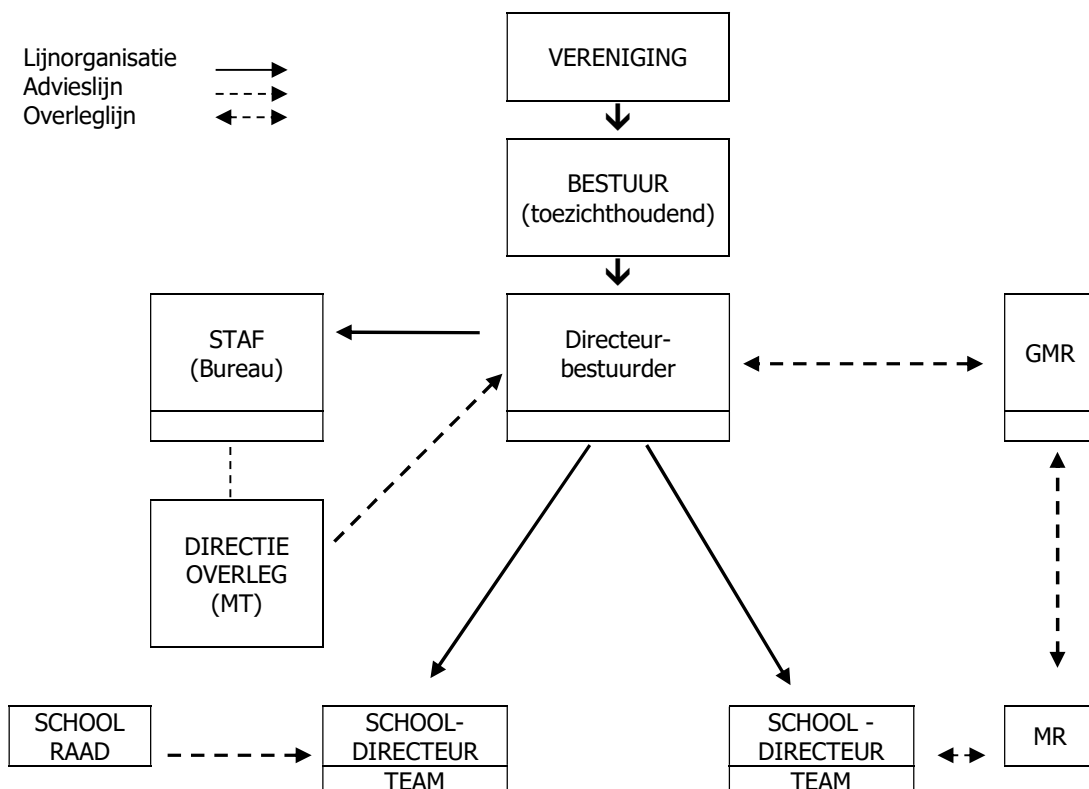 Lijnorganisatie
Advieslijn
Overleglijn
VERENIGING
BESTUUR
(toezichthoudend)
STAF
(Bureau)
Directeur-
bestuurder
GMR
DIRECTIE
OVERLEG
(MT)
SCHOOL
RAAD
SCHOOL-
DIRECTEUR
TEAM
SCHOOL -
DIRECTEUR
TEAM
MR